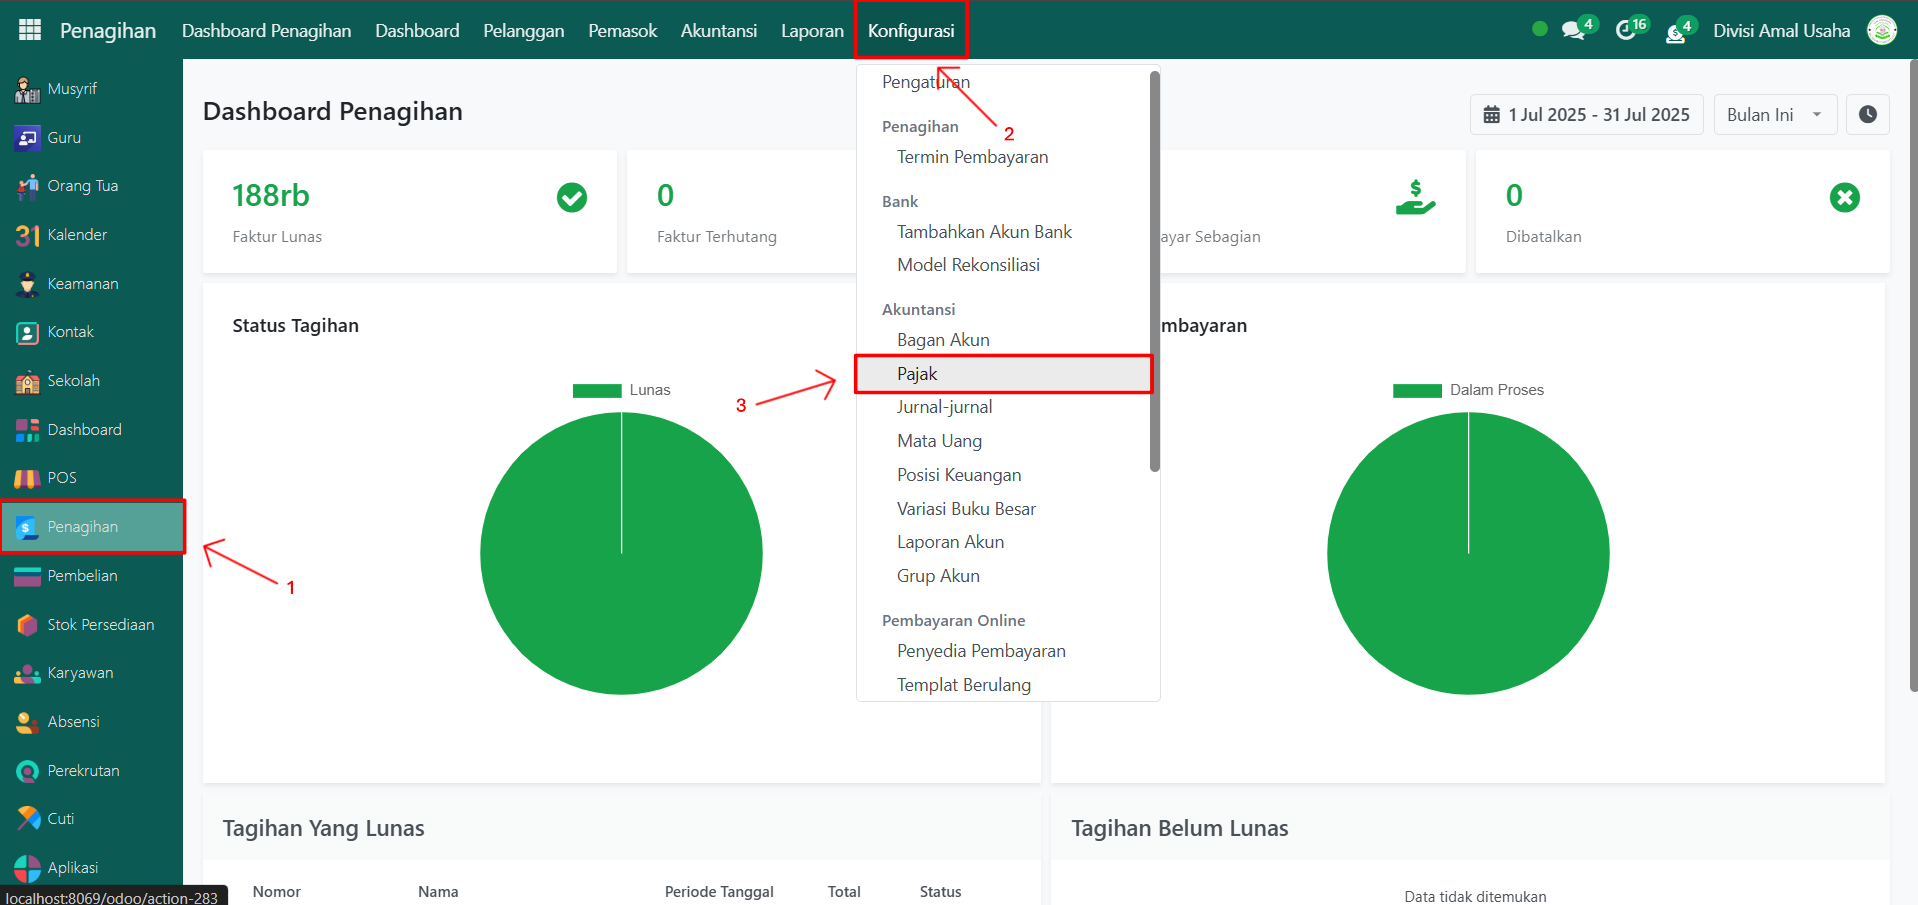 Penagihan Dashboard Penagihan Dashboard Pelanggan Pemasok Akuntansi Laporan Konfigurasi 4 16 4 Divisi Amal Usaha
Musyrif
Guru
Orang Tua
31 Kalender
Keamanan
Kontak
Sekolah
Dashboard
POS
Penagihan
Pembelian
Stok Persediaan
Karyawan
Absensi
Perekrutan
Cuti
Aplikasi
localhost:8069/odoo/action-283
1
2
3
Pengaturan
Penagihan
Termin Pembayaran
Bank
Tambahkan Akun Bank
Model Rekonsiliasi
Akuntansi
Bagan Akun
Pajak
Jurnal-jurnal
Mata Uang
Posisi Keuangan
Variasi Buku Besar
Laporan Akun
Grup Akun
Pembayaran Online
Penyedia Pembayaran
Templat Berulang
Dashboard Penagihan
1 Jul 2025 - 31 Jul 2025 Bulan Ini
188rb
Faktur Lunas
0
Faktur Terhutang
ayar Sebagian
0
Dibatalkan
Status Tagihan
Lunas
mbayaran
Dalam Proses
Tagihan Yang Lunas
Nomor Nama Periode Tanggal Total Status
Tagihan Belum Lunas
Data tidak ditemukan